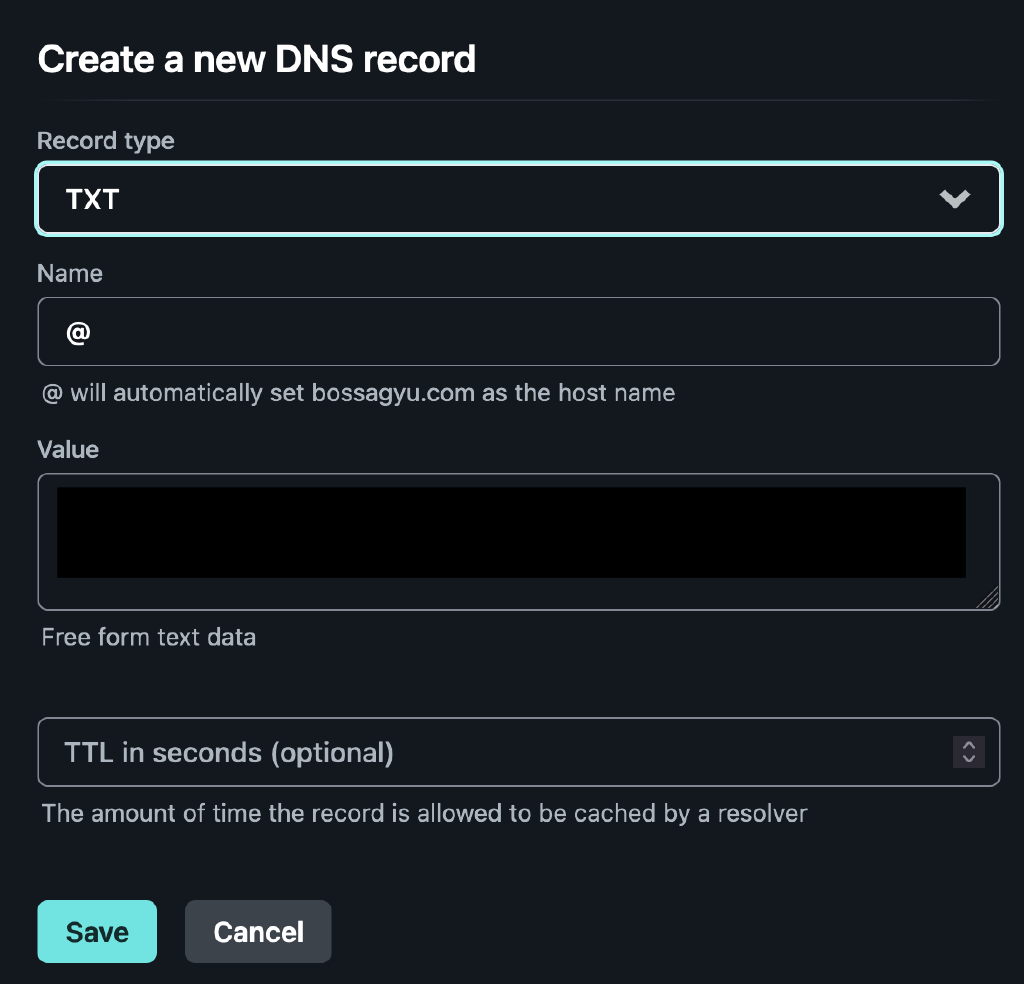 Create a new DNS record
Record type
TXT
Name
@
@ will automatically set bossagyu.com as the host name
Value
Free form text data
TTL in seconds (optional)
The amount of time the record is allowed to be cached by a resolver
Save
Cancel